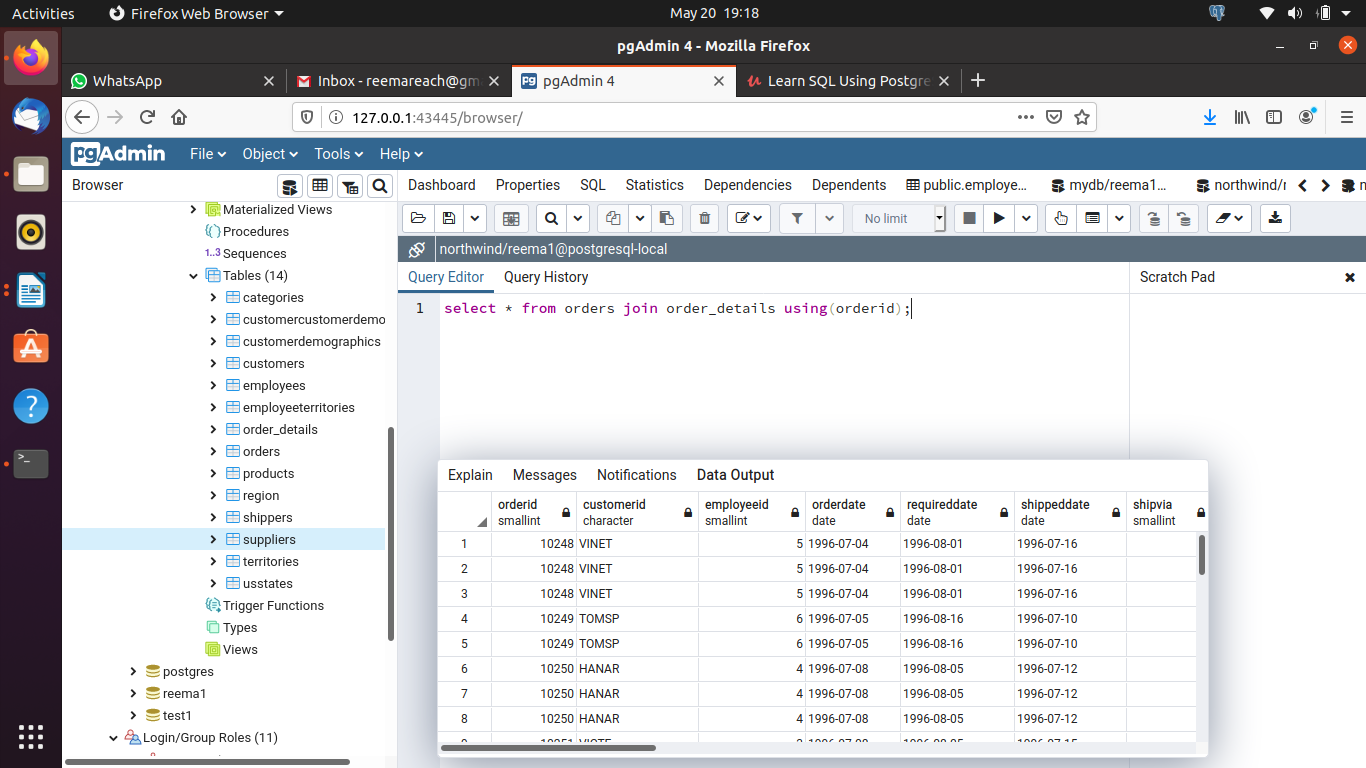 Activities Firefox Web Browser May 20 19:18
pgAdmin 4 - Mozilla Firefox
WhatsApp Inbox - reemareach@gm pgAdmin 4 Learn SQL Using Postgre
127.0.0.1:43445/browser/
pgAdmin File Object Tools Help
Browser Dashboard Properties SQL Statistics Dependencies Dependents public.employe... mydb/reema1... northwind/r
No limit
northwind/reema1@postgresql-local
Query Editor Query History Scratch Pad
1 select * from orders join order_details using(orderid);
Materialized Views
Procedures
1..3 Sequences
Tables (14)
categories
customercustomerdemo
customerdemographics
customers
employees
employeeterritories
order_details
orders
products
region
shippers
suppliers
territories
usstates
Trigger Functions
Types
Views
postgres
reema1
test1
Login/Group Roles (11)
Explain Messages Notifications Data Output
orderid customerid employeeid orderdate requireddate shippeddate shipvia
smallint character smallint date date date smallint
1 10248 VINET 5 1996-07-04 1996-08-01 1996-07-16
2 10248 VINET 5 1996-07-04 1996-08-01 1996-07-16
3 10248 VINET 5 1996-07-04 1996-08-01 1996-07-16
4 10249 TOMSP 6 1996-07-05 1996-08-16 1996-07-10
5 10249 TOMSP 6 1996-07-05 1996-08-16 1996-07-10
6 10250 HANAR 4 1996-07-08 1996-08-05 1996-07-12
7 10250 HANAR 4 1996-07-08 1996-08-05 1996-07-12
8 10250 HANAR 4 1996-07-08 1996-08-05 1996-07-12